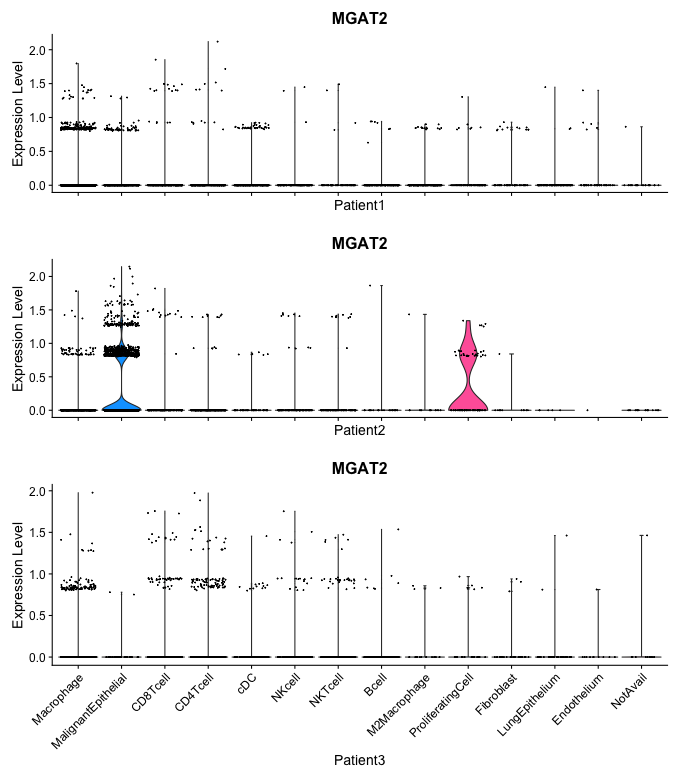 MGAT2
Expression Level
2.0
1.5
1.0
0.5
0.0
Patient1
MGAT2
Expression Level
2.0
1.5
1.0
0.5
0.0
Patient2
MGAT2
Expression Level
2.0
1.5
1.0
0.5
0.0
Macrophage
MalignantEpithelial
CD8Tcell
CD4Tcell
cDC
NKcell
NKTcell
Bcell
M2Macrophage
ProliferatingCell
Fibroblast
LungEpithelium
Endothelium
NotAvail
Patient3